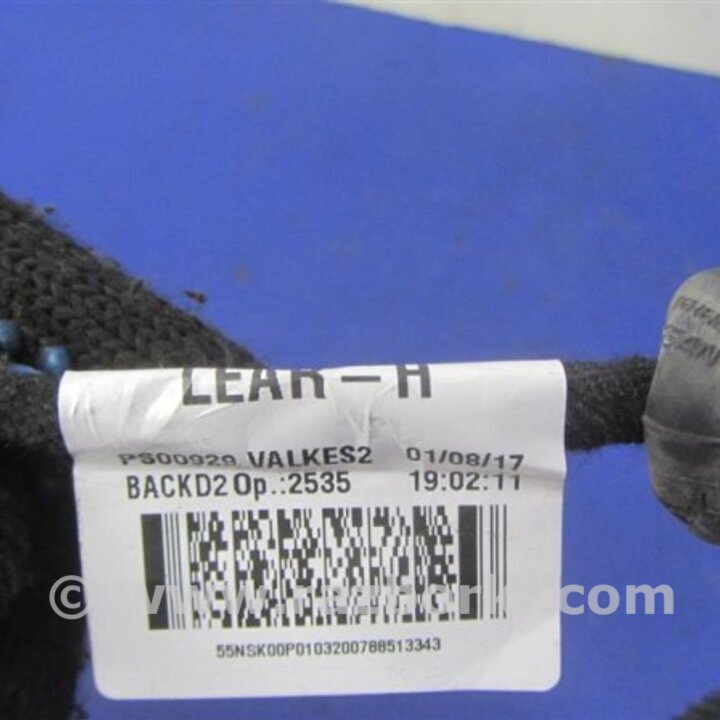 LEAR - H
PS00929 VALKES2 01/08/17
BACKD2 Op.:2535 19:02:11
55NSK00P0103200788513343